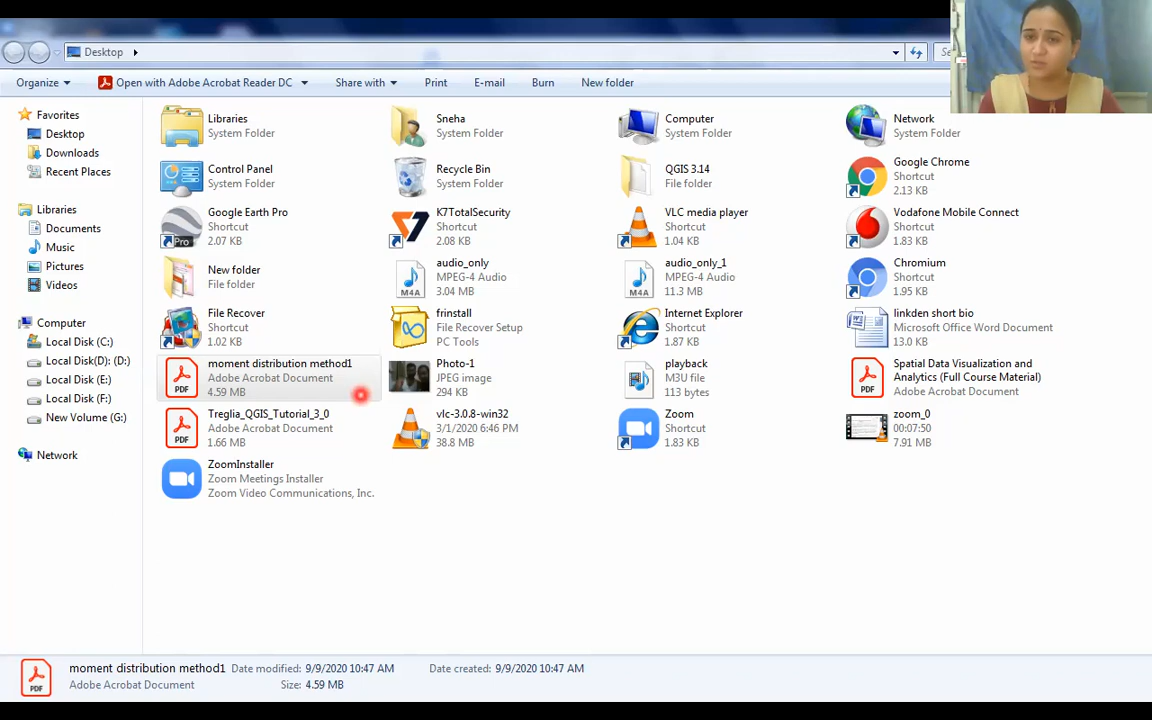 Desktop
Se
Organize
Open with Adobe Acrobat Reader DC
Share with
Print
E-mail
Burn
New folder
Favorites
Desktop
Downloads
Recent Places
Libraries
Documents
Music
Pictures
Videos
Computer
Local Disk (C:)
Local Disk(D): (D:)
Local Disk (E:)
Local Disk (F:)
New Volume (G:)
Network
Libraries
System Folder
Sneha
System Folder
Computer
System Folder
Network
System Folder
Control Panel
System Folder
Recycle Bin
System Folder
QGIS 3.14
File folder
Google Chrome
Shortcut
2.13 KB
Pro
Google Earth Pro
Shortcut
2.07 KB
K7TotalSecurity
Shortcut
2.08 KB
VLC media player
Shortcut
1.04 KB
Vodafone Mobile Connect
Shortcut
1.83 KB
New folder
File folder
M4A
audio_only
MPEG-4 Audio
3.04 MB
M4A
audio_only_1
MPEG-4 Audio
11.3 MB
Chromium
Shortcut
1.95 KB
File Recover
Shortcut
1.02 KB
frinstall
File Recover Setup
PC Tools
Internet Explorer
Shortcut
1.87 KB
linkden short bio
Microsoft Office Word Document
13.0 KB
PDF
moment distribution method1
Adobe Acrobat Document
4.59 MB
Photo-1
JPEG image
294 KB
playback
M3U file
113 bytes
PDF
Spatial Data Visualization and
Analytics (Full Course Material)
Adobe Acrobat Document
PDF
Treglia_QGIS_Tutorial_3_0
Adobe Acrobat Document
1.66 MB
vlc-3.0.8-win32
3/1/2020 6:46 PM
38.8 MB
Zoom
Shortcut
1.83 KB
zoom_0
00:07:50
7.91 MB
ZoomInstaller
Zoom Meetings Installer
Zoom Video Communications, Inc.
PDF
moment distribution method1 Date modified: 9/9/2020 10:47 AM Date created: 9/9/2020 10:47 AM
Adobe Acrobat Document Size: 4.59 MB